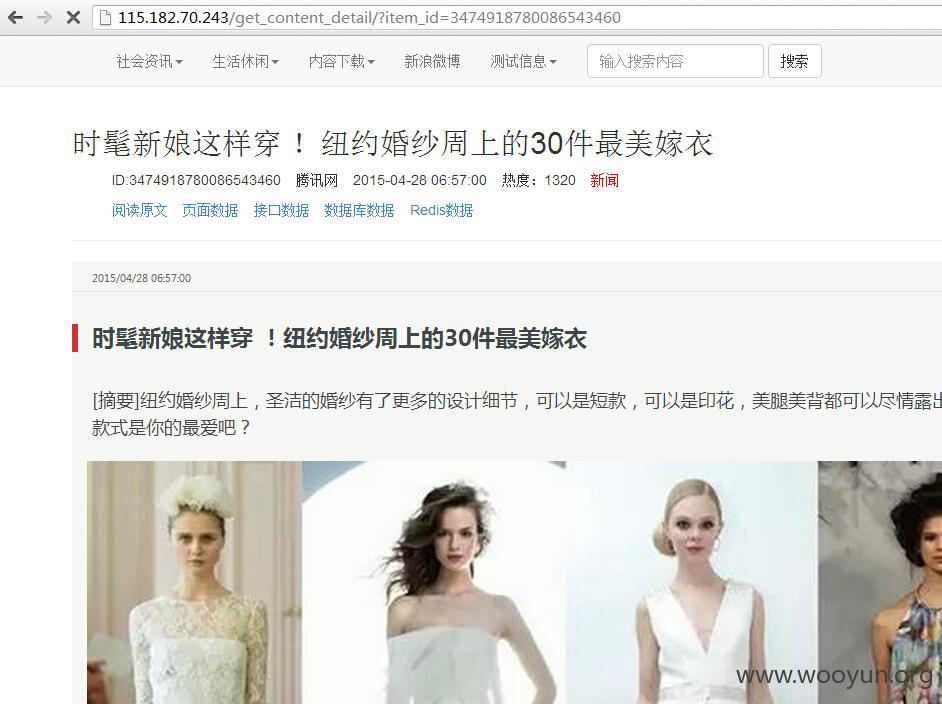 115.182.70.243/get_content_detail/?item_id=3474918780086543460
社会资讯 生活休闲 内容下载 新浪微博 测试信息 输入搜索内容 搜索
时髦新娘这样穿 ！ 纽约婚纱周上的30件最美嫁衣
ID:3474918780086543460 腾讯网 2015-04-28 06:57:00 热度：1320 新闻
阅读原文 页面数据 接口数据 数据库数据 Redis数据
2015/04/28 06:57:00
时髦新娘这样穿 ！纽约婚纱周上的30件最美嫁衣
[摘要]纽约婚纱周上，圣洁的婚纱有了更多的设计细节，可以是短款，可以是印花，美腿美背都可以尽情露出
款式是你的最爱吧？
www.wooyun.org